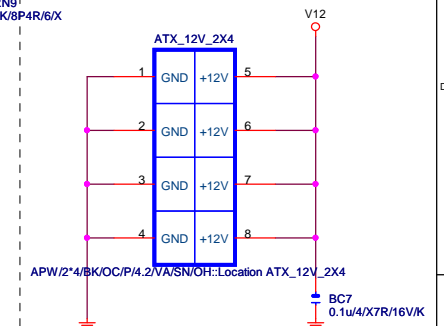 RN9
K/8P4R/6/X
V12
ATX_12V_2X4
1 GND +12V 5
2 GND +12V 6
3 GND +12V 7
4 GND +12V 8
APW/2*4/BK/OC/P/4.2/VA/SN/OH::Location ATX_12V_2X4
BC7
0.1u/4/X7R/16V/K